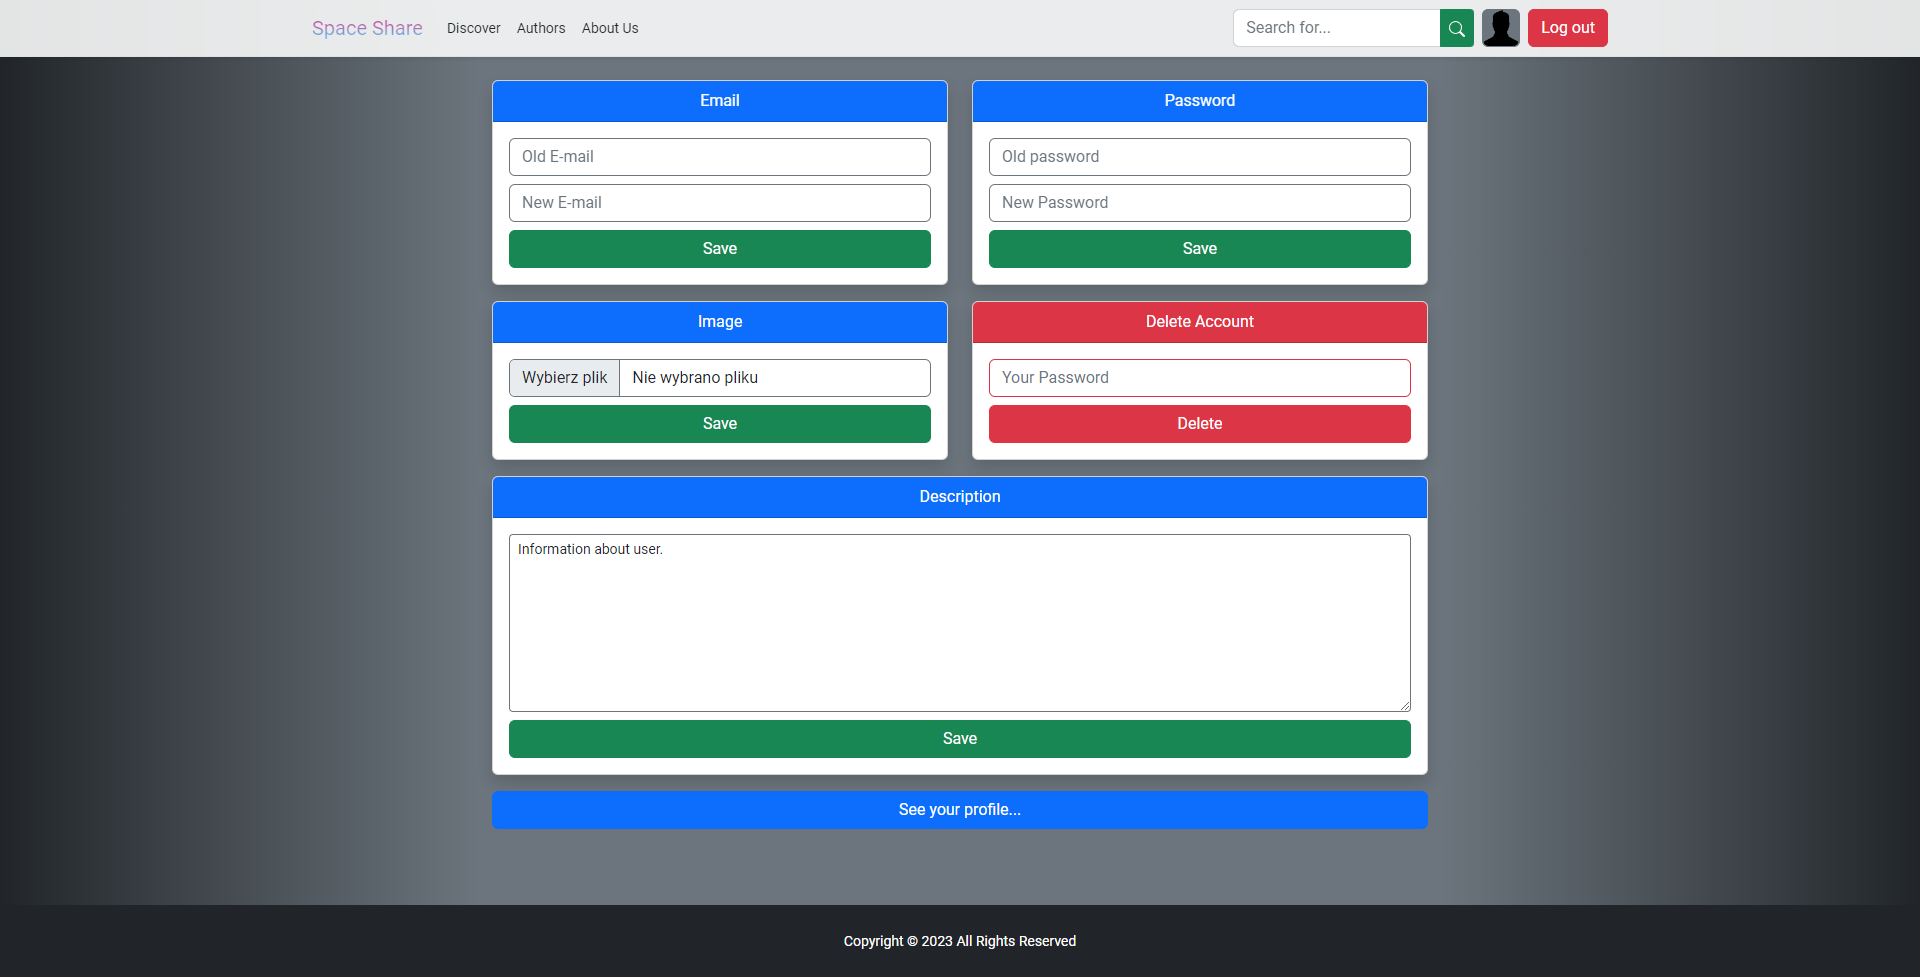 Space Share Discover Authors About Us Search for... Log out
Email
Old E-mail
New E-mail
Save
Password
Old password
New Password
Save
Image
Wybierz plik Nie wybrano pliku
Save
Delete Account
Your Password
Delete
Description
Information about user.
Save
See your profile...
Copyright © 2023 All Rights Reserved